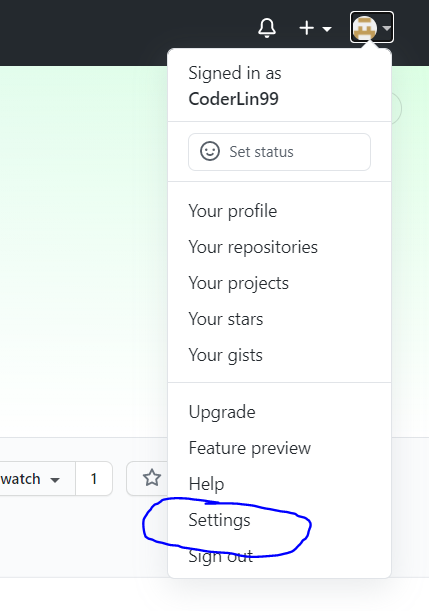 Signed in as
CoderLin99
Set status
Your profile
Your repositories
Your projects
Your stars
Your gists
Upgrade
Feature preview
watch 1
Help
Settings
Sign out